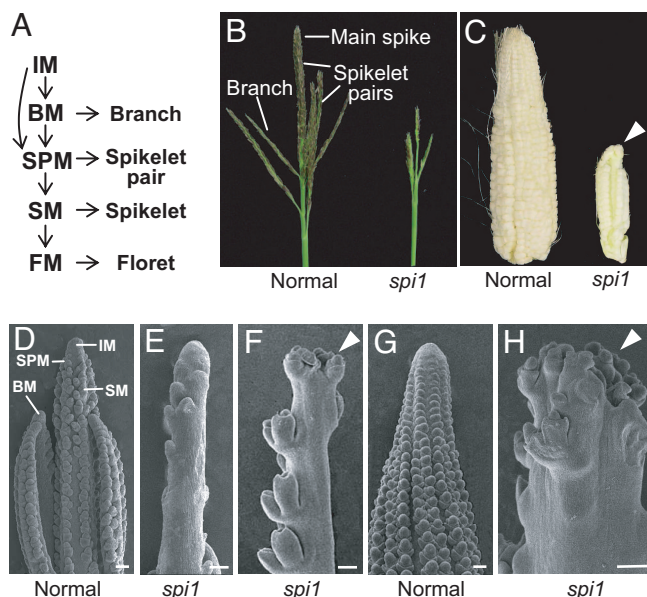 A
IM
BM → Branch
SPM → Spikelet
pair
SM → Spikelet
FM → Floret
B
Main spike
Spikelet
pairs
Branch
Normal spi1
C
Normal spi1
D
IM
SPM
SM
BM
Normal
E
spi1
F
G
Normal
H
spi1